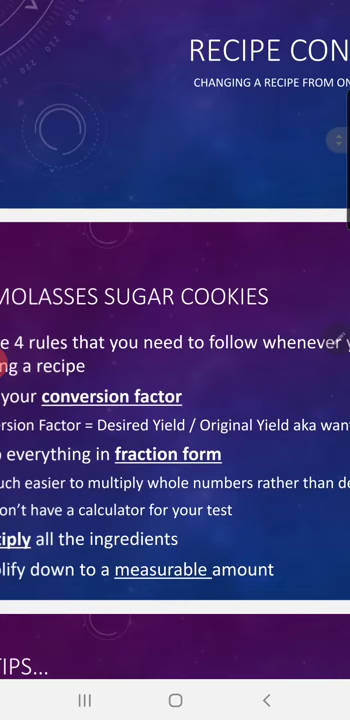 RECIPE CON
CHANGING A RECIPE FROM ON
MOLASSES SUGAR COOKIES
e 4 rules that you need to follow whenever y
ng a recipe
your conversion factor
rsion Factor = Desired Yield / Original Yield aka wan
everything in fraction form
uch easier to multiply whole numbers rather than de
on't have a calculator for your test
tiply all the ingredients
plify down to a measurable amount
TIPS...